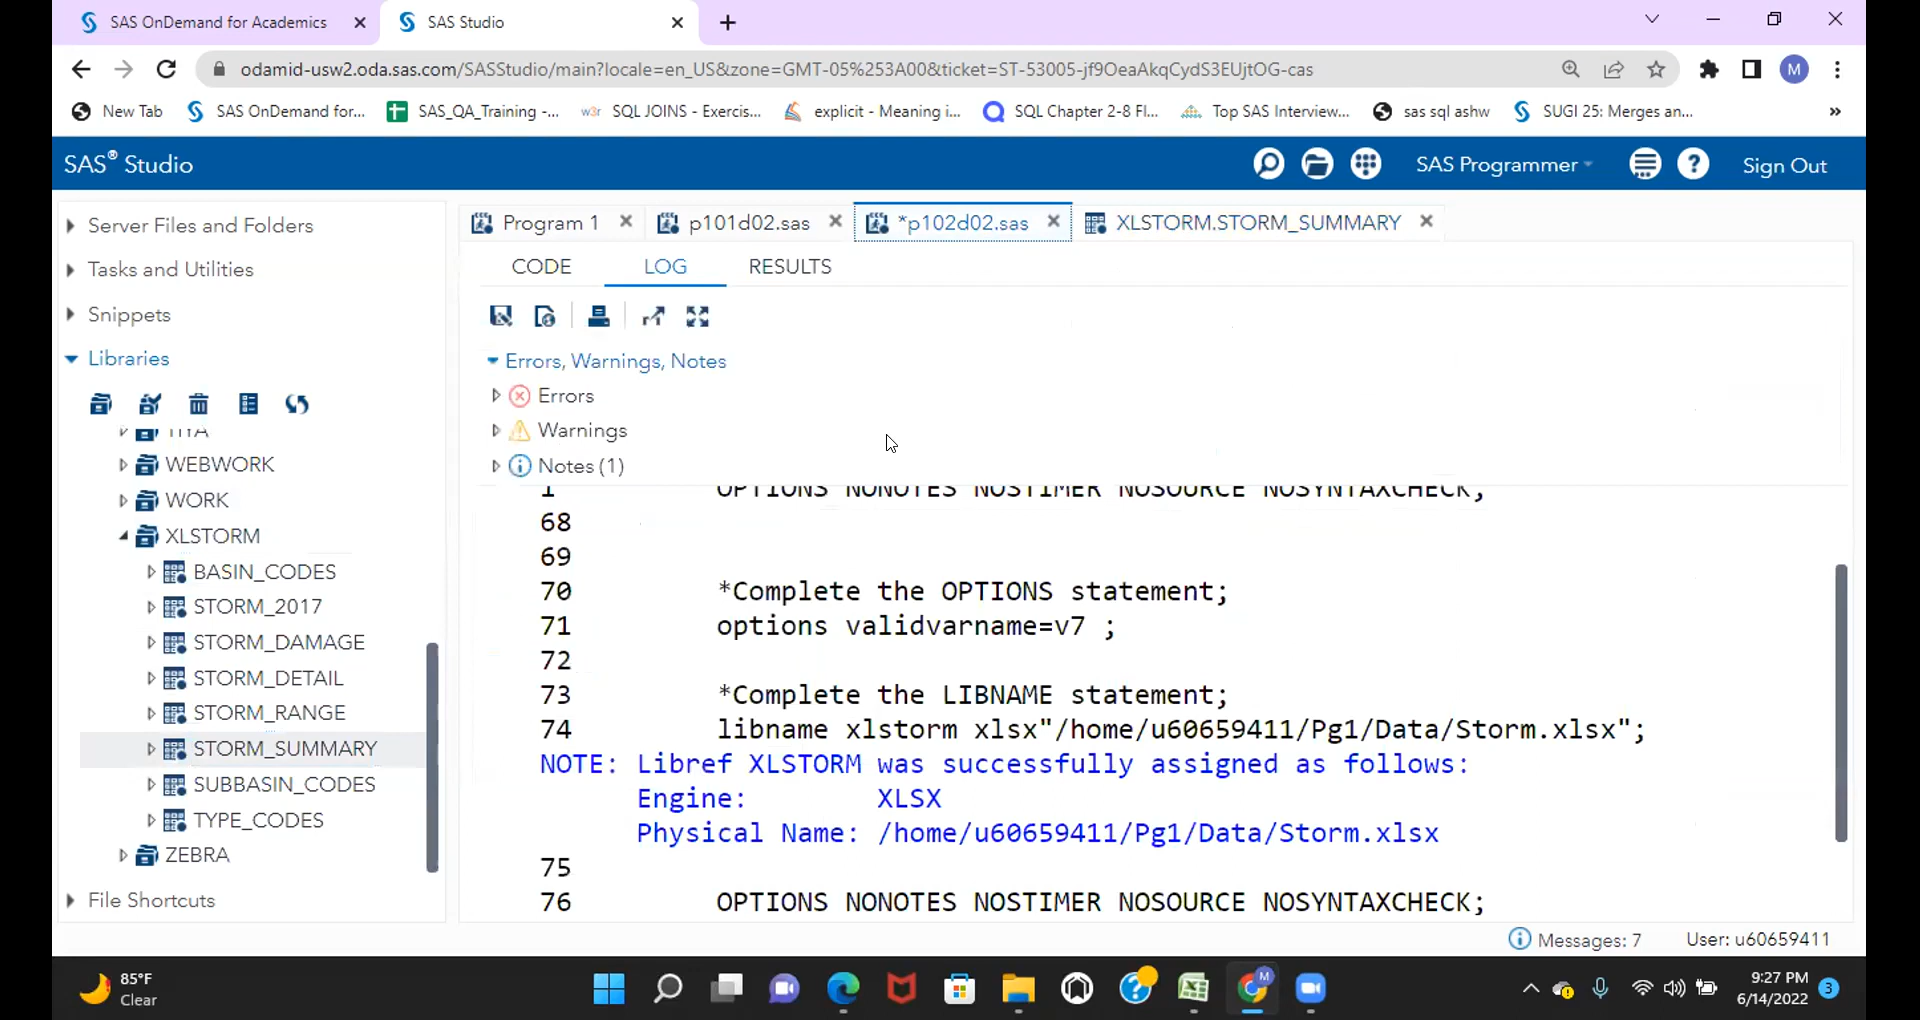 SAS OnDemand for Academics
SAS Studio
odamid-usw2.oda.sas.com/SASStudio/main?locale=en_US&zone=GMT-05%253A00&ticket=ST-53005-jf9OeaAkqCydS3EUjtOG-cas
M
New Tab
SAS OnDemand for...
SAS_QA_Training -...
w3r
SQL JOINS - Exercis...
explicit - Meaning i...
SQL Chapter 2-8 Fl...
Top SAS Interview...
sas sql ashw
SUGI 25: Merges an...
»
SAS® Studio
SAS Programmer
Sign Out
Server Files and Folders
Tasks and Utilities
Snippets
Libraries
WEBWORK
WORK
XLSTORM
BASIN_CODES
STORM_2017
STORM_DAMAGE
STORM_DETAIL
STORM_RANGE
STORM_SUMMARY
SUBBASIN_CODES
TYPE_CODES
ZEBRA
File Shortcuts
Program 1
p101d02.sas
*p102d02.sas
XLSTORM.STORM_SUMMARY
CODE
LOG
RESULTS
Errors, Warnings, Notes
Errors
Warnings
Notes (1)
1 OPTIONS NONOTES NOSTIMER NOSOURCE NOSYNTAXCHECK;
68
69
70 *Complete the OPTIONS statement;
71 options validvarname=v7 ;
72
73 *Complete the LIBNAME statement;
74 libname xlstorm xlsx"/home/u60659411/Pg1/Data/Storm.xlsx";
NOTE: Libref XLSTORM was successfully assigned as follows:
Engine: XLSX
Physical Name: /home/u60659411/Pg1/Data/Storm.xlsx
75
76 OPTIONS NONOTES NOSTIMER NOSOURCE NOSYNTAXCHECK;
Messages: 7
User: u60659411
85°F
Clear
M
9:27 PM
6/14/2022
3